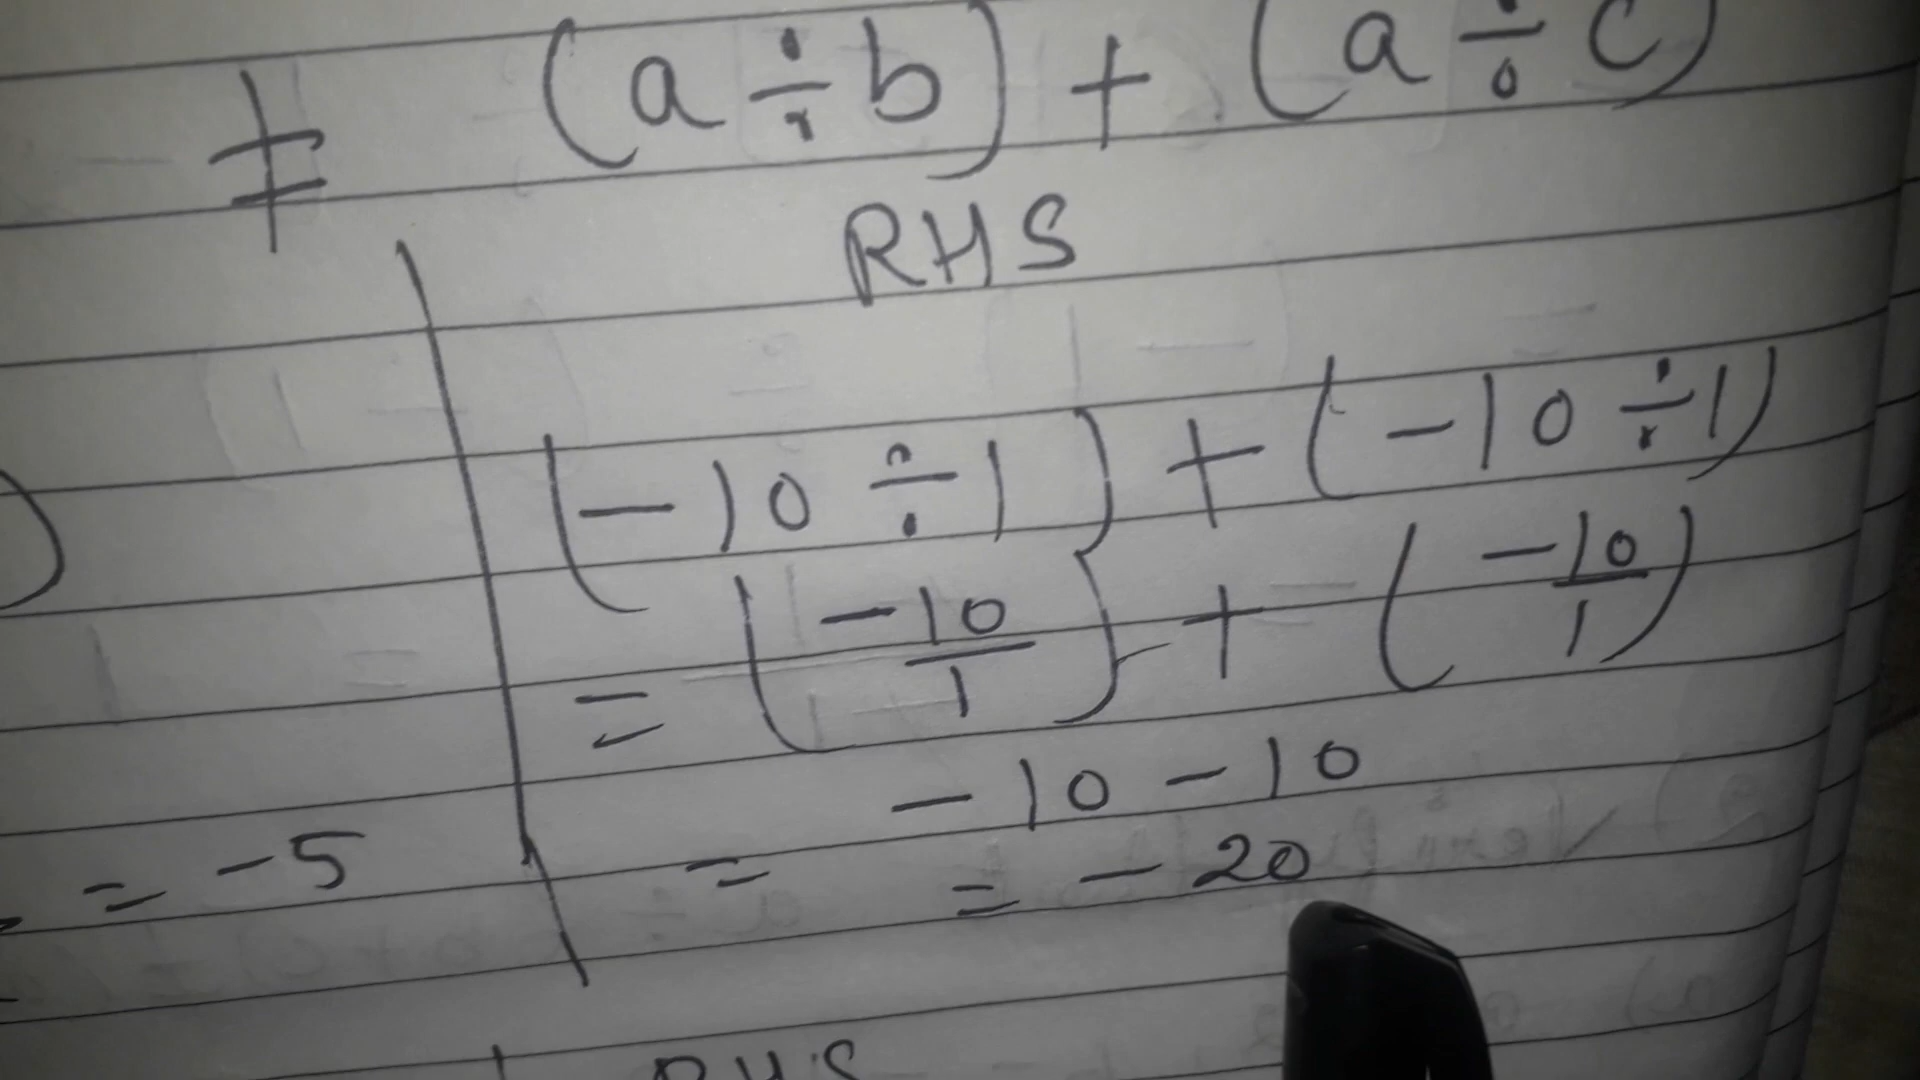 ≠ (a ÷ b) + (a ÷ c)
RHS
(-10 ÷ 1) + (-10 ÷ 1)
= (-10/1) + (-10/1)
-10 - 10
= -5
= = -20
RHS